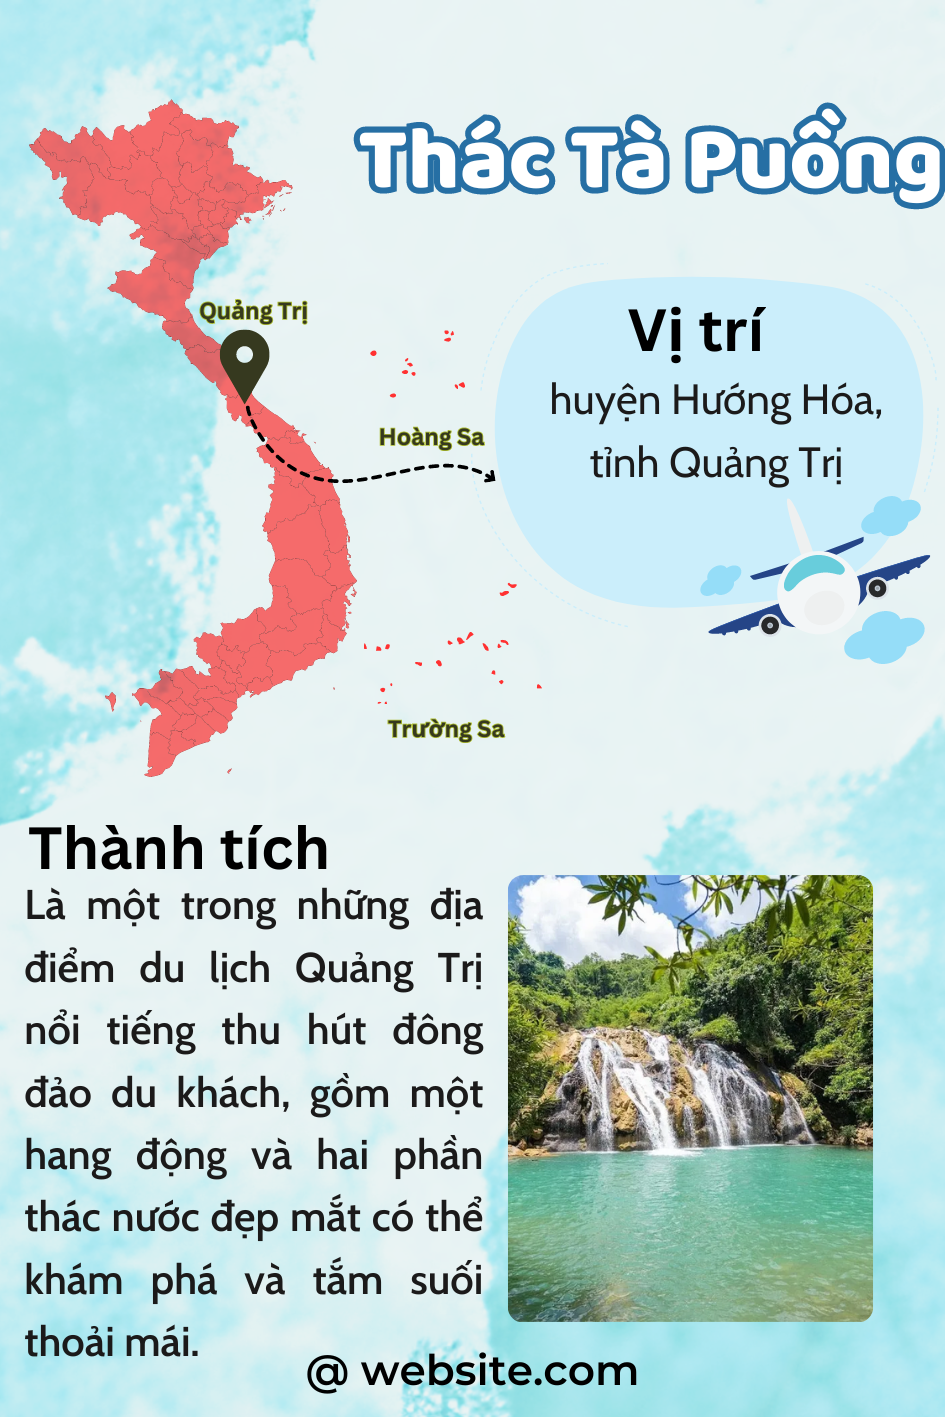 Thác Tà Puồng
Quảng Trị
Vị trí
huyện Hướng Hóa,
tỉnh Quảng Trị
Hoàng Sa
Trường Sa
Thành tích
Là một trong những địa
điểm du lịch Quảng Trị
nổi tiếng thu hút đông
đảo du khách, gồm một
hang động và hai phần
thác nước đẹp mắt có thể
khám phá và tắm suối
thoải mái.
@ website.com